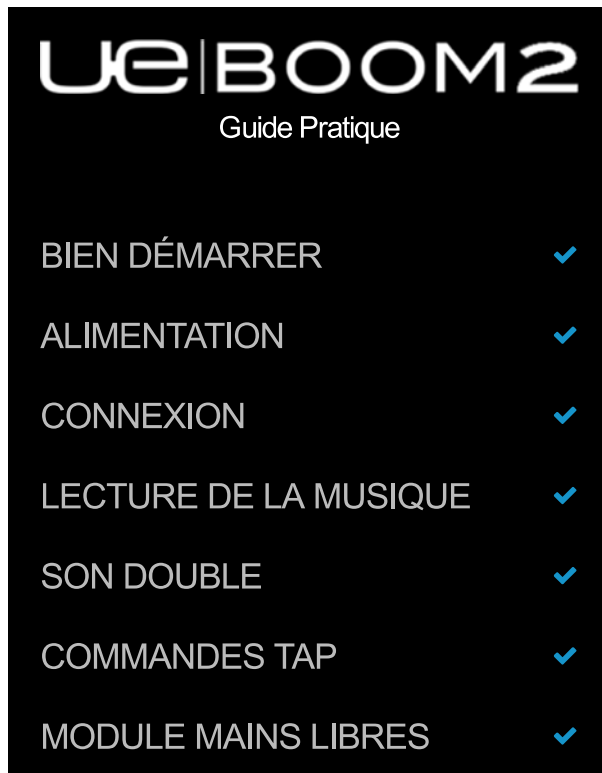 UE BOOM2
Guide Pratique
BIEN DÉMARRER
ALIMENTATION
CONNEXION
LECTURE DE LA MUSIQUE
SON DOUBLE
COMMANDES TAP
MODULE MAINS LIBRES